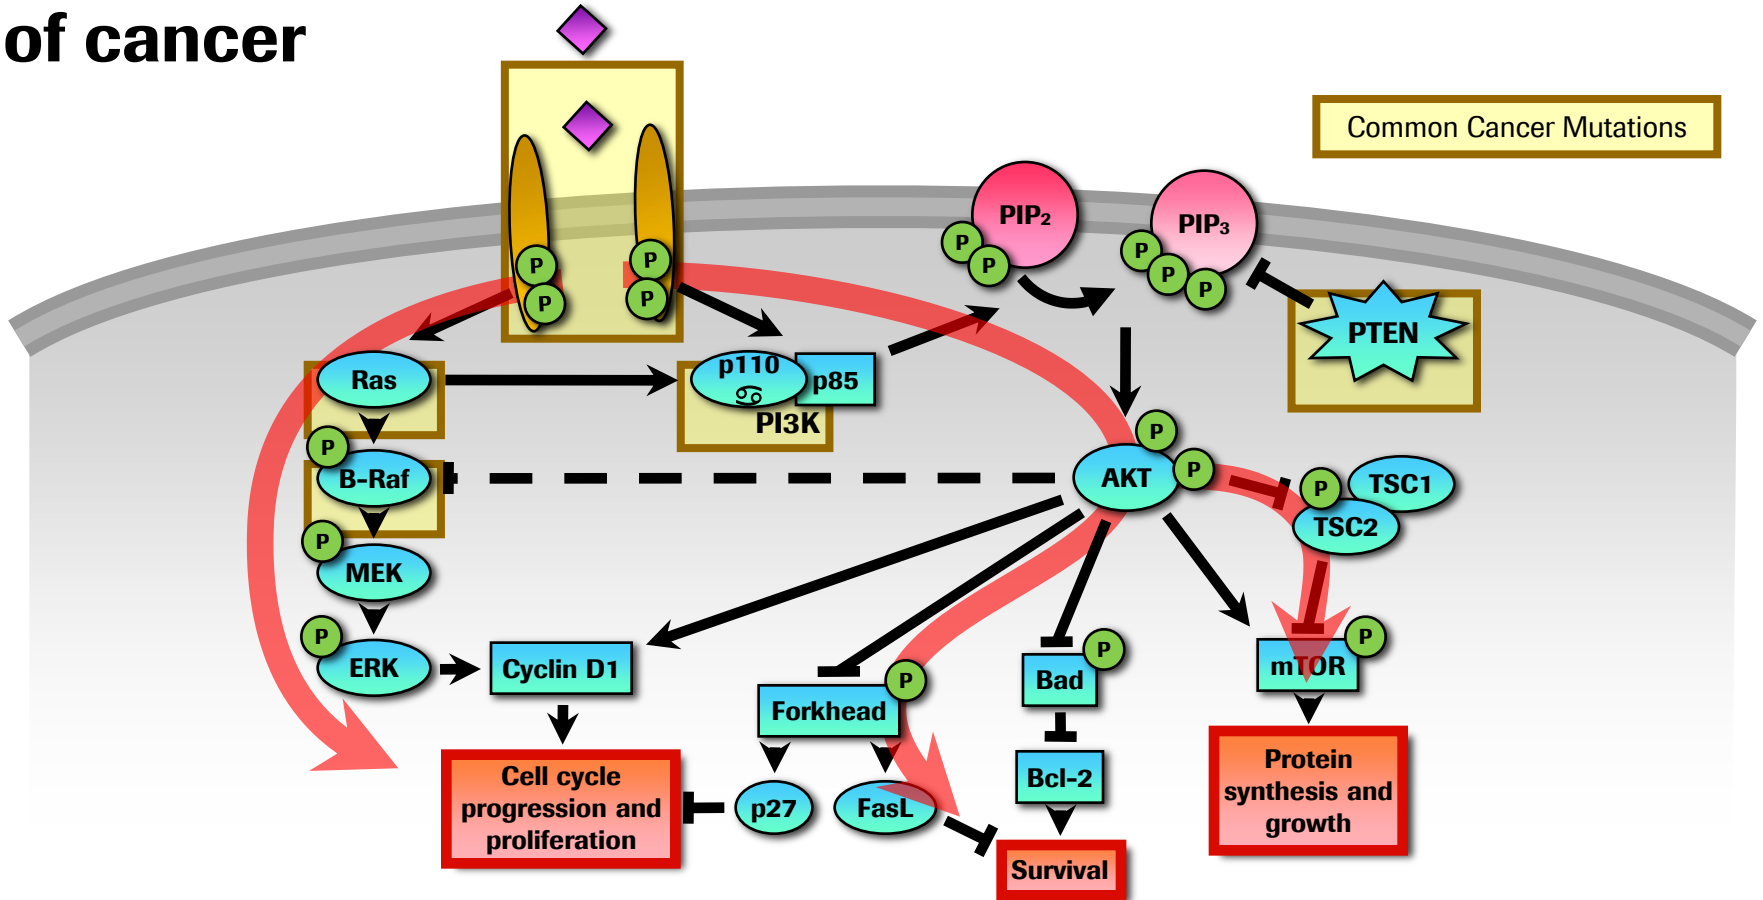 of cancer
Common Cancer Mutations
PIP₂
PIP₃
P
P
P
P
P
P
P
P
P
PTEN
Ras
p110
p85
PI3K
P
B-Raf
P
MEK
P
ERK
AKT
P
P
P
TSC1
TSC2
Cyclin D1
Forkhead
P
Bad
P
mTOR
P
Cell cycle
progression and
proliferation
p27
FasL
Bcl-2
Survival
Protein
synthesis and
growth